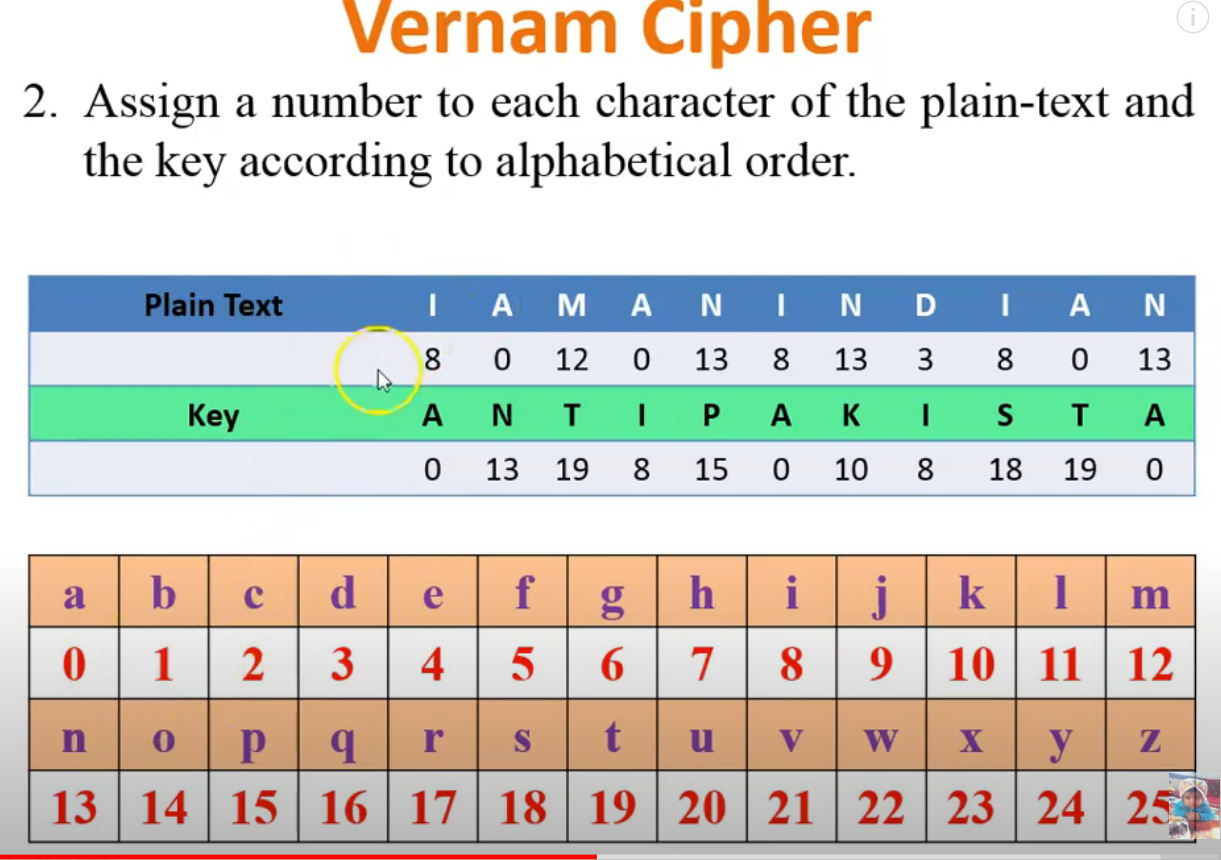 Vernam Cipher
2. Assign a number to each character of the plain-text and
the key according to alphabetical order.
Plain Text I A M A N I N D I A N
8 0 12 0 13 8 13 3 8 0 13
Key A N T I P A K I S T A
0 13 19 8 15 0 10 8 18 19 0
a b c d e f g h i j k l m
0 1 2 3 4 5 6 7 8 9 10 11 12
n o p q r s t u v w x y z
13 14 15 16 17 18 19 20 21 22 23 24 25